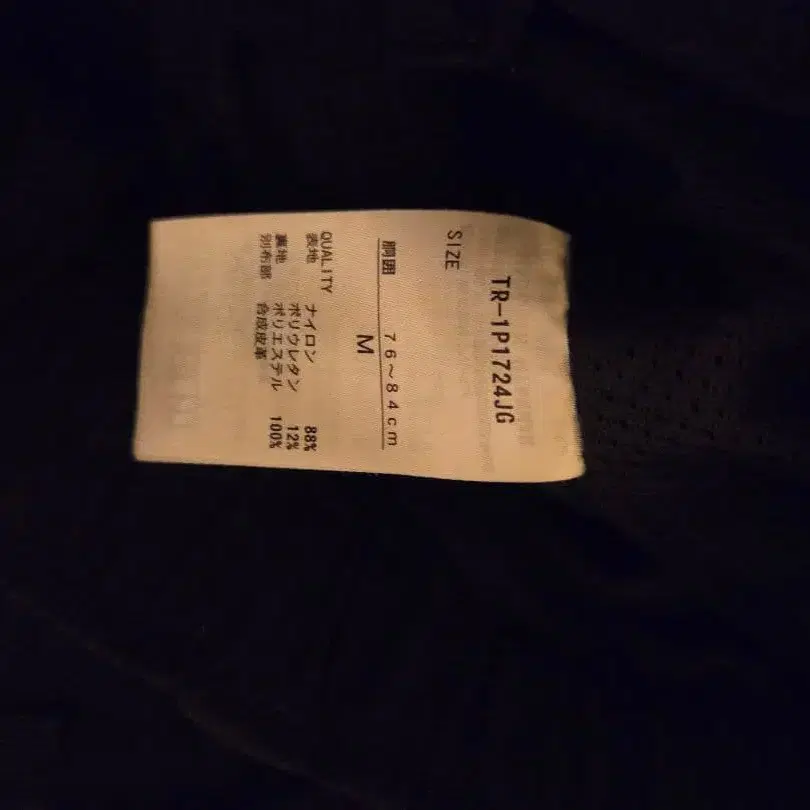 TR-1P1724JG
SIZE
胴囲 76～84cm
M
QUALITY
表地 ナイロン 88%
ポリウレタン 12%
裏地 ポリエステル 100%
別布部 合成皮革